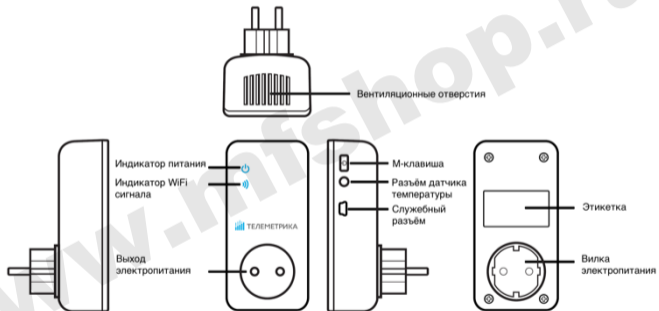 www.mfshop.ru
Вентиляционные отверстия
Индикатор питания
Индикатор WiFi
сигнала
ТЕЛЕМЕТРИКА
Выход
электропитания
М-клавиша
Разъём датчика
температуры
Служебный
разъём
Этикетка
Вилка
электропитания